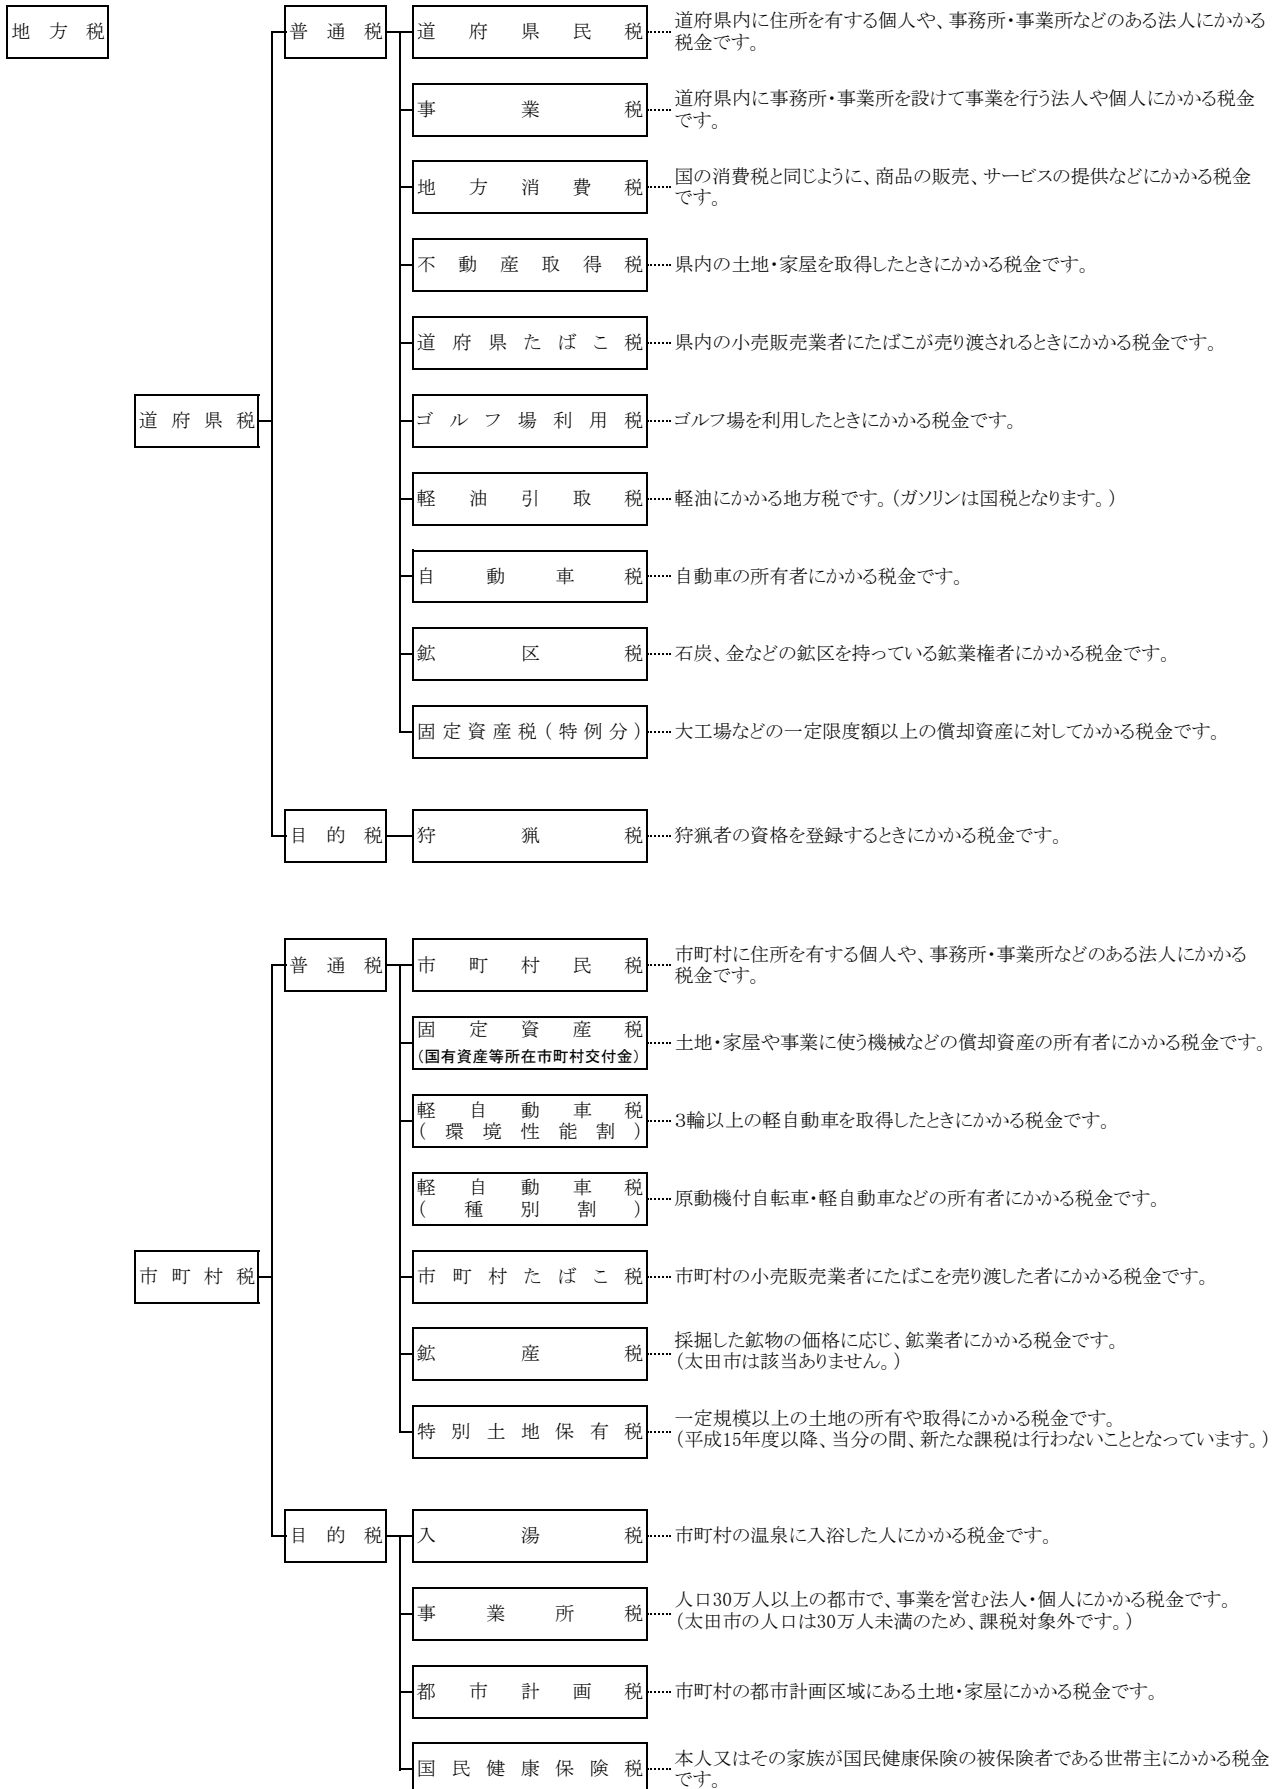 地方税
普通税
道府県民税
道府県内に住所を有する個人や、事務所・事業所などのある法人にかかる
税金です。
事業税
道府県内に事務所・事業所を設けて事業を行う法人や個人にかかる税金
です。
地方消費税
国の消費税と同じように、商品の販売、サービスの提供などにかかる税金
です。
不動産取得税
県内の土地・家屋を取得したときにかかる税金です。
道府県たばこ税
県内の小売販売業者にたばこが売り渡されるときにかかる税金です。
道府県税
ゴルフ場利用税
ゴルフ場を利用したときにかかる税金です。
軽油引取税
軽油にかかる地方税です。（ガソリンは国税となります。）
自動車税
自動車の所有者にかかる税金です。
鉱区税
石炭、金などの鉱区を持っている鉱業権者にかかる税金です。
固定資産税（特例分）
大工場などの一定限度額以上の償却資産に対してかかる税金です。
目的税
狩猟税
狩猟者の資格を登録するときにかかる税金です。
普通税
市町村民税
市町村に住所を有する個人や、事務所・事業所などのある法人にかかる
税金です。
固定資産税
（国有資産等所在市町村交付金）
土地・家屋や事業に使う機械などの償却資産の所有者にかかる税金です。
軽自動車税
（環境性能割）
３輪以上の軽自動車を取得したときにかかる税金です。
軽自動車税
（種別割）
原動機付自転車・軽自動車などの所有者にかかる税金です。
市町村税
市町村たばこ税
市町村の小売販売業者にたばこを売り渡した者にかかる税金です。
鉱産税
採掘した鉱物の価格に応じ、鉱業者にかかる税金です。
（太田市は該当ありません。）
特別土地保有税
一定規模以上の土地の所有や取得にかかる税金です。
（平成15年度以降、当分の間、新たな課税は行わないこととなっています。）
目的税
入湯税
市町村の温泉に入浴した人にかかる税金です。
事業所税
人口30万人以上の都市で、事業を営む法人・個人にかかる税金です。
（太田市の人口は30万人未満のため、課税対象外です。）
都市計画税
市町村の都市計画区域にある土地・家屋にかかる税金です。
国民健康保険税
本人又はその家族が国民健康保険の被保険者である世帯主にかかる税金
です。